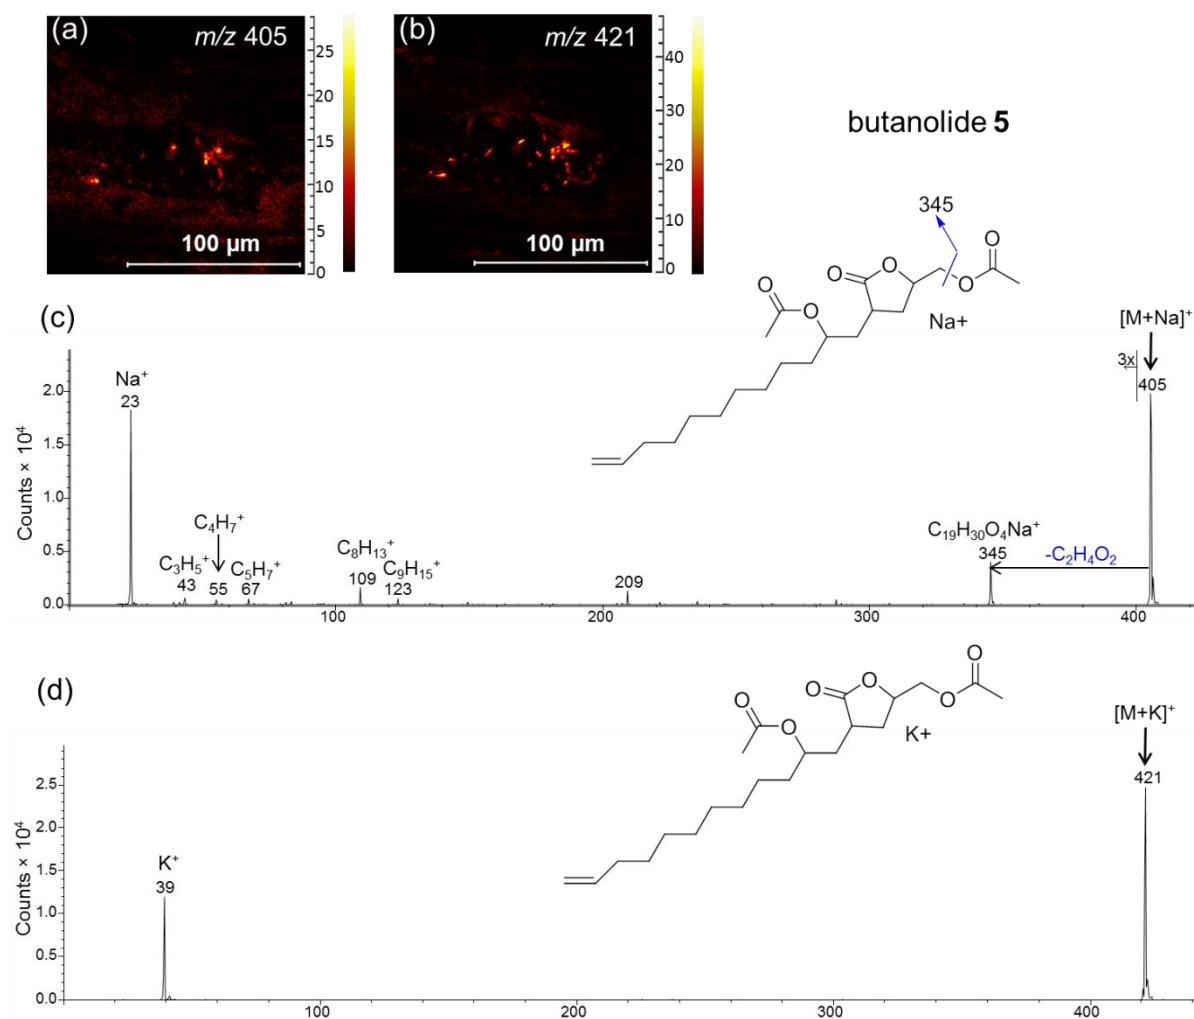 (a)
m/z 405
25
20
15
10
5
0
100 µm
(b)
m/z 421
40
30
20
10
0
100 µm
butanolide 5
345
O
O
O
O
O
O
Na+
(c)
[M+Na]+
3x
405
Na+
23
2.0
1.5
1.0
0.5
0.0
Counts × 10⁴
C₃H₅⁺
43
C₄H₇⁺
55
C₅H₇⁺
67
C₈H₁₃⁺
109
C₉H₁₅⁺
123
209
C₁₉H₃₀O₄Na⁺
345
-C₂H₄O₂
100
200
300
400
(d)
O
O
O
O
O
O
K+
[M+K]⁺
421
K⁺
39
2.5
2.0
1.5
1.0
0.5
0.0
Counts × 10⁴
100
200
300
400